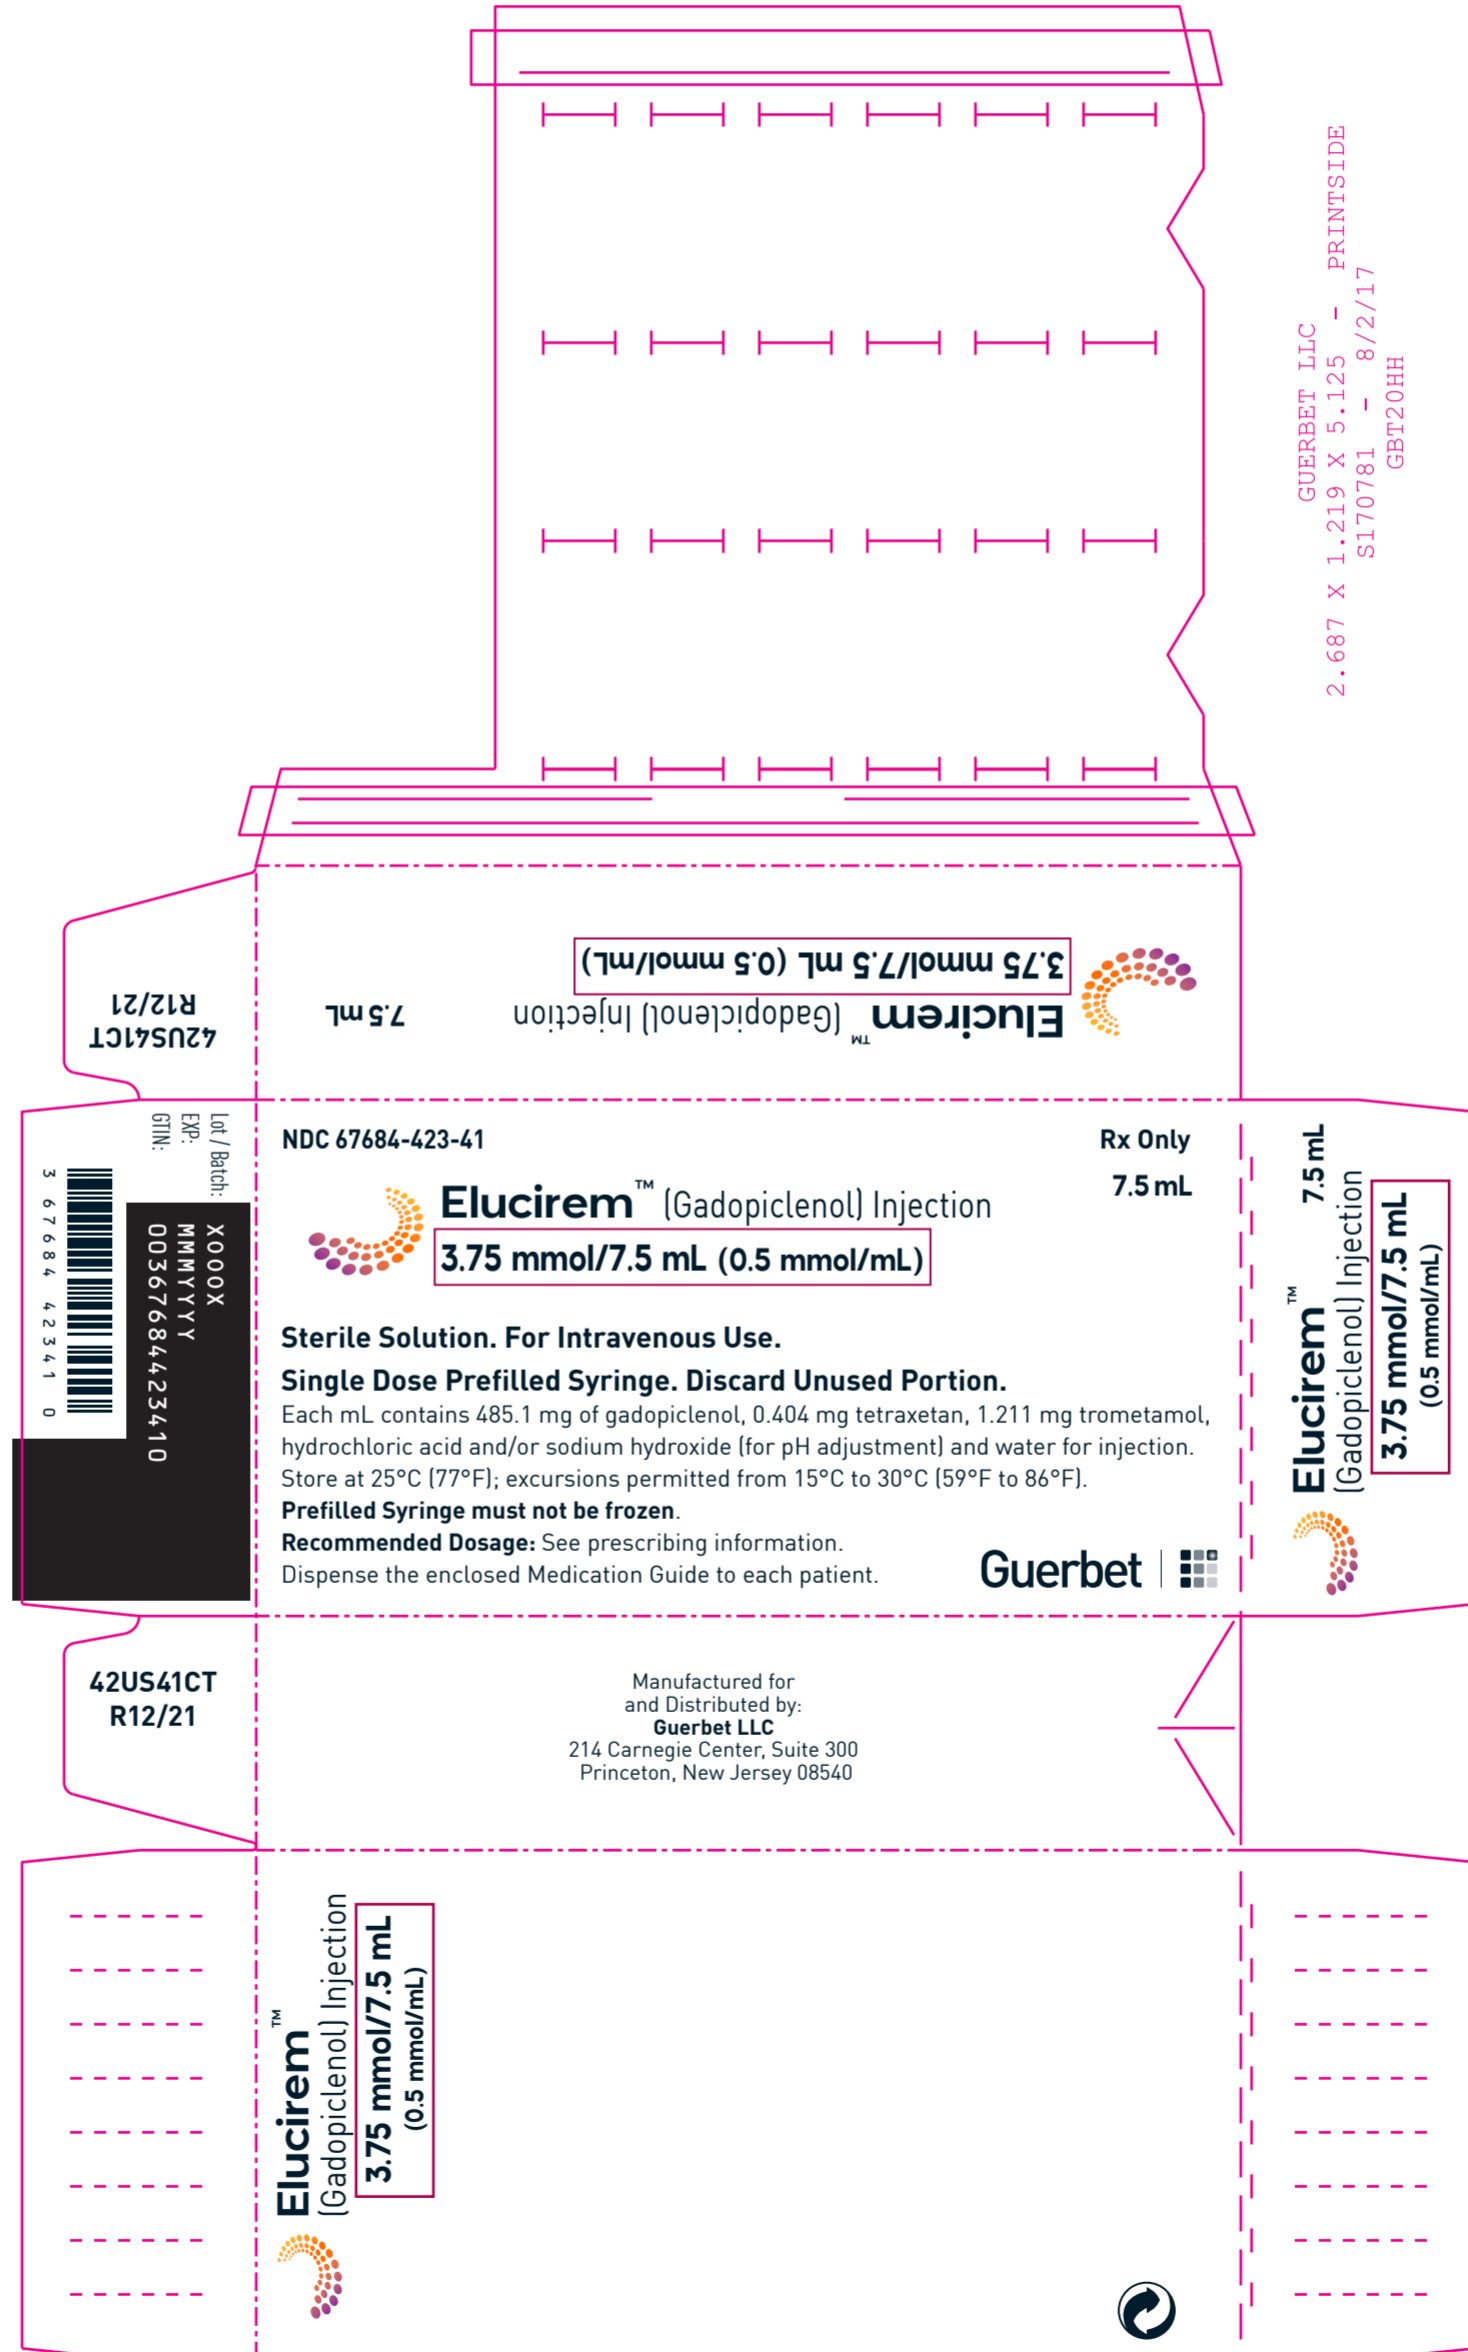 GUERBET LLC
2.687 X 1.219 X 5.125 - PRINTSIDE
S170781 - 8/2/17
GBT20HH
42US41CT
R12/21
Elucirem™ (Gadopiclenol) Injection
7.5 mL
3.75 mmol/7.5 mL (0.5 mmol/mL)
Lot / Batch: XOOOX
EXP: MMMYYYY
GTIN: 00367684423410
3 67684 42341 0
NDC 67684-423-41
Rx Only
7.5 mL
Elucirem™ (Gadopiclenol) Injection
3.75 mmol/7.5 mL (0.5 mmol/mL)
Sterile Solution. For Intravenous Use.
Single Dose Prefilled Syringe. Discard Unused Portion.
Each mL contains 485.1 mg of gadopiclenol, 0.404 mg tetraxetan, 1.211 mg trometamol,
hydrochloric acid and/or sodium hydroxide (for pH adjustment) and water for injection.
Store at 25°C (77°F); excursions permitted from 15°C to 30°C (59°F to 86°F).
Prefilled Syringe must not be frozen.
Recommended Dosage: See prescribing information.
Dispense the enclosed Medication Guide to each patient.
Guerbet
Elucirem™
7.5 mL
(Gadopiclenol) Injection
3.75 mmol/7.5 mL
(0.5 mmol/mL)
42US41CT
R12/21
Manufactured for
and Distributed by:
Guerbet LLC
214 Carnegie Center, Suite 300
Princeton, New Jersey 08540
Elucirem™
(Gadopiclenol) Injection
3.75 mmol/7.5 mL
(0.5 mmol/mL)